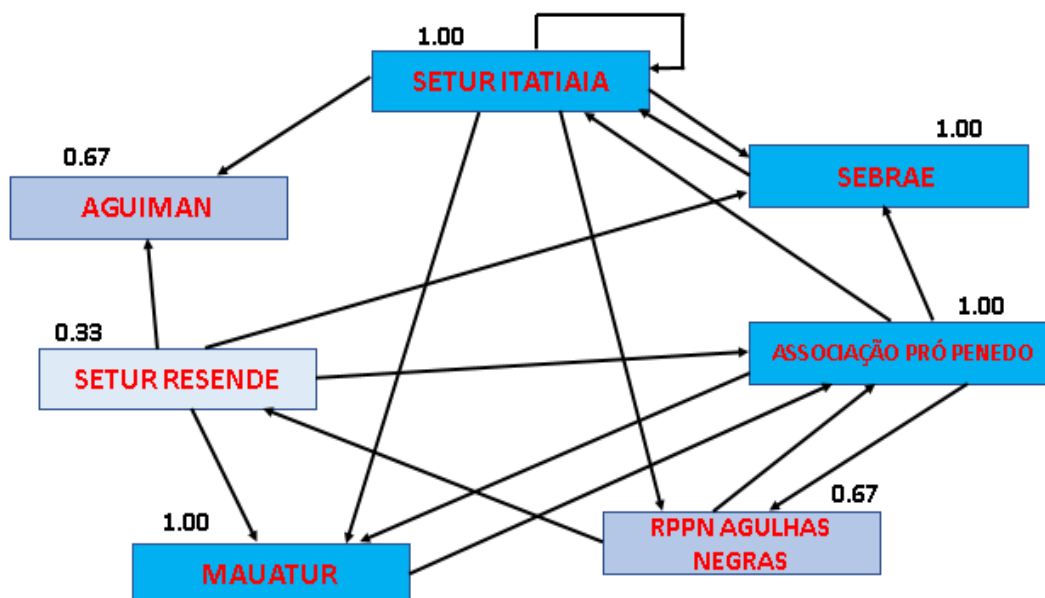 1.00
SETUR ITATIAIA
1.00
SEBRAE
0.67
AGUIMAN
0.33
SETUR RESENDE
1.00
ASSOCIAÇÃO PRÓ PENEDO
1.00
MAUATUR
0.67
RPPN AGULHAS
NEGRAS